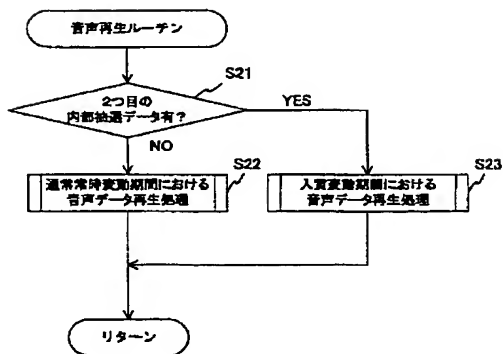 音声再生ルーチン
S21
2つ目の
内部抽選データ有？
YES
NO
S22
通常常時変動期間における
音声データ再生処理
S23
入賞変動期間における
音声データ再生処理
リターン